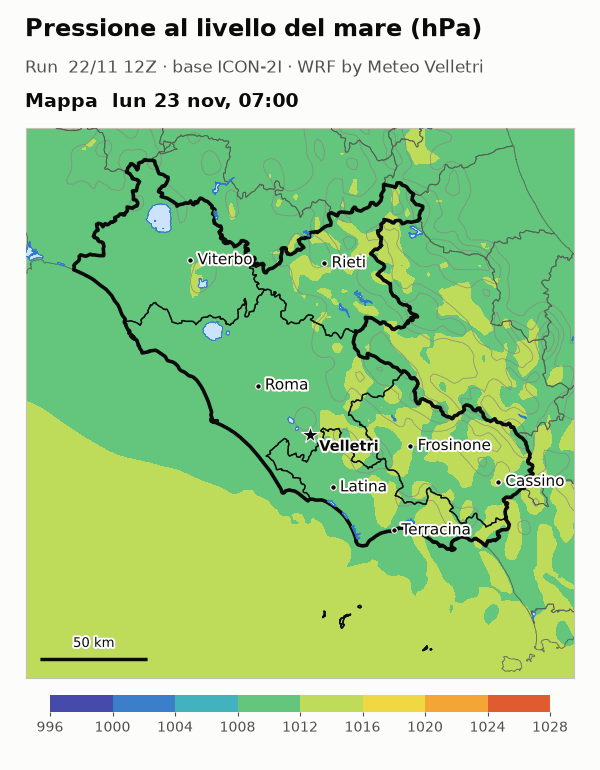 Pressione al livello del mare (hPa)
Run  22/11 12Z · base ICON-2I · WRF by Meteo Velletri
Mappa  lun 23 nov, 07:00
Viterbo
Rieti
Roma
Velletri
Frosinone
Cassino
Latina
Terracina
50 km
996 1000 1004 1008 1012 1016 1020 1024 1028